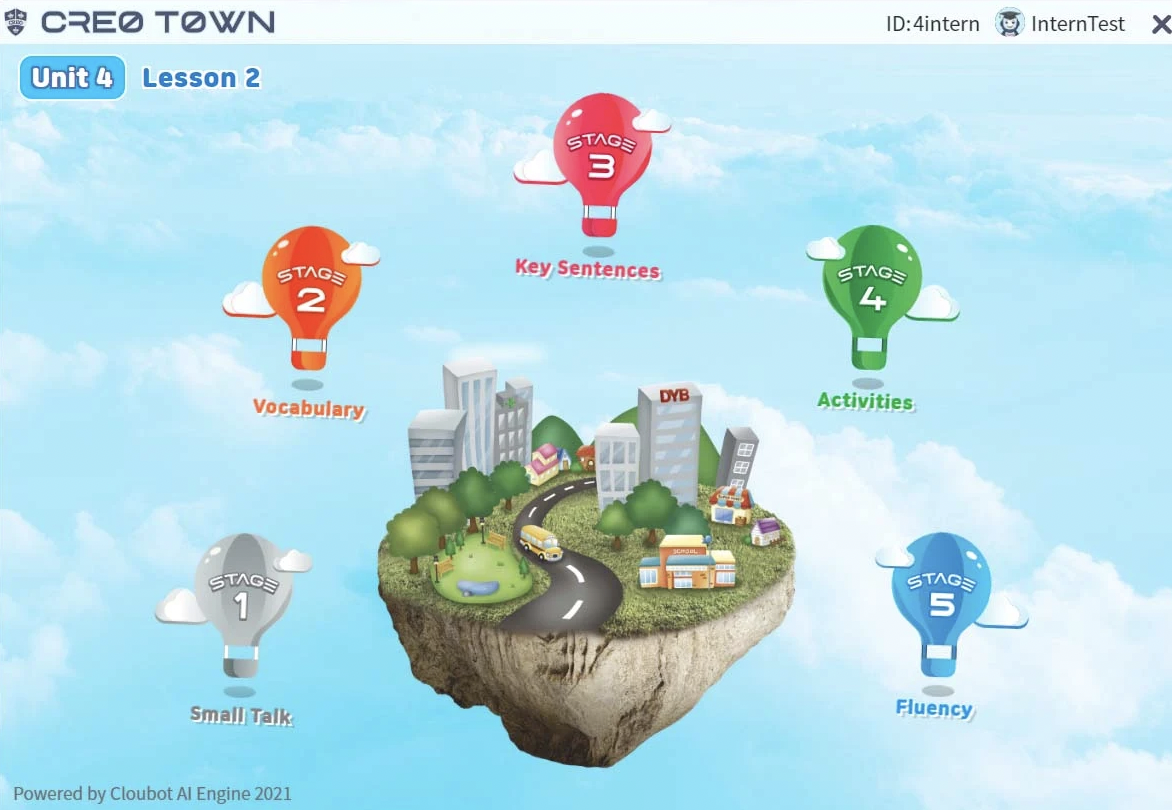 CREO TOWN
ID:4intern InternTest
Unit 4 Lesson 2
STAGE
3
Key Sentences
STAGE
2
Vocabulary
STAGE
4
Activities
DYB
SCHOOL
STAGE
1
Small Talk
STAGE
5
Fluency
Powered by Cloubot AI Engine 2021